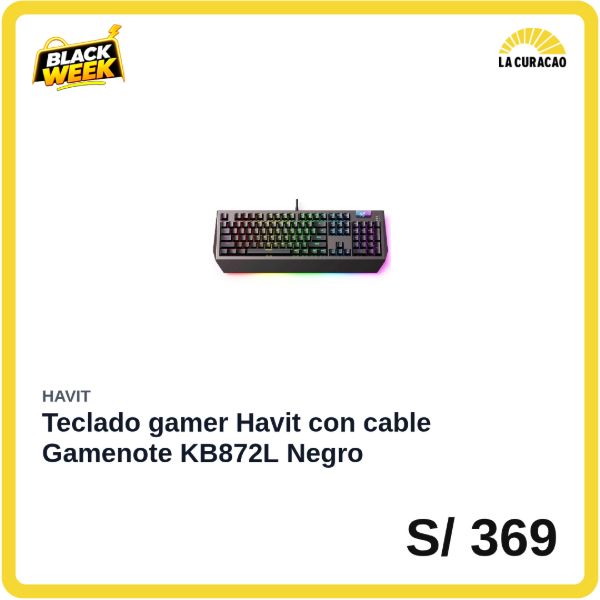 BLACK
WEEK
LA CURACAO
HAVIT
Teclado gamer Havit con cable
Gamenote KB872L Negro
S/ 369